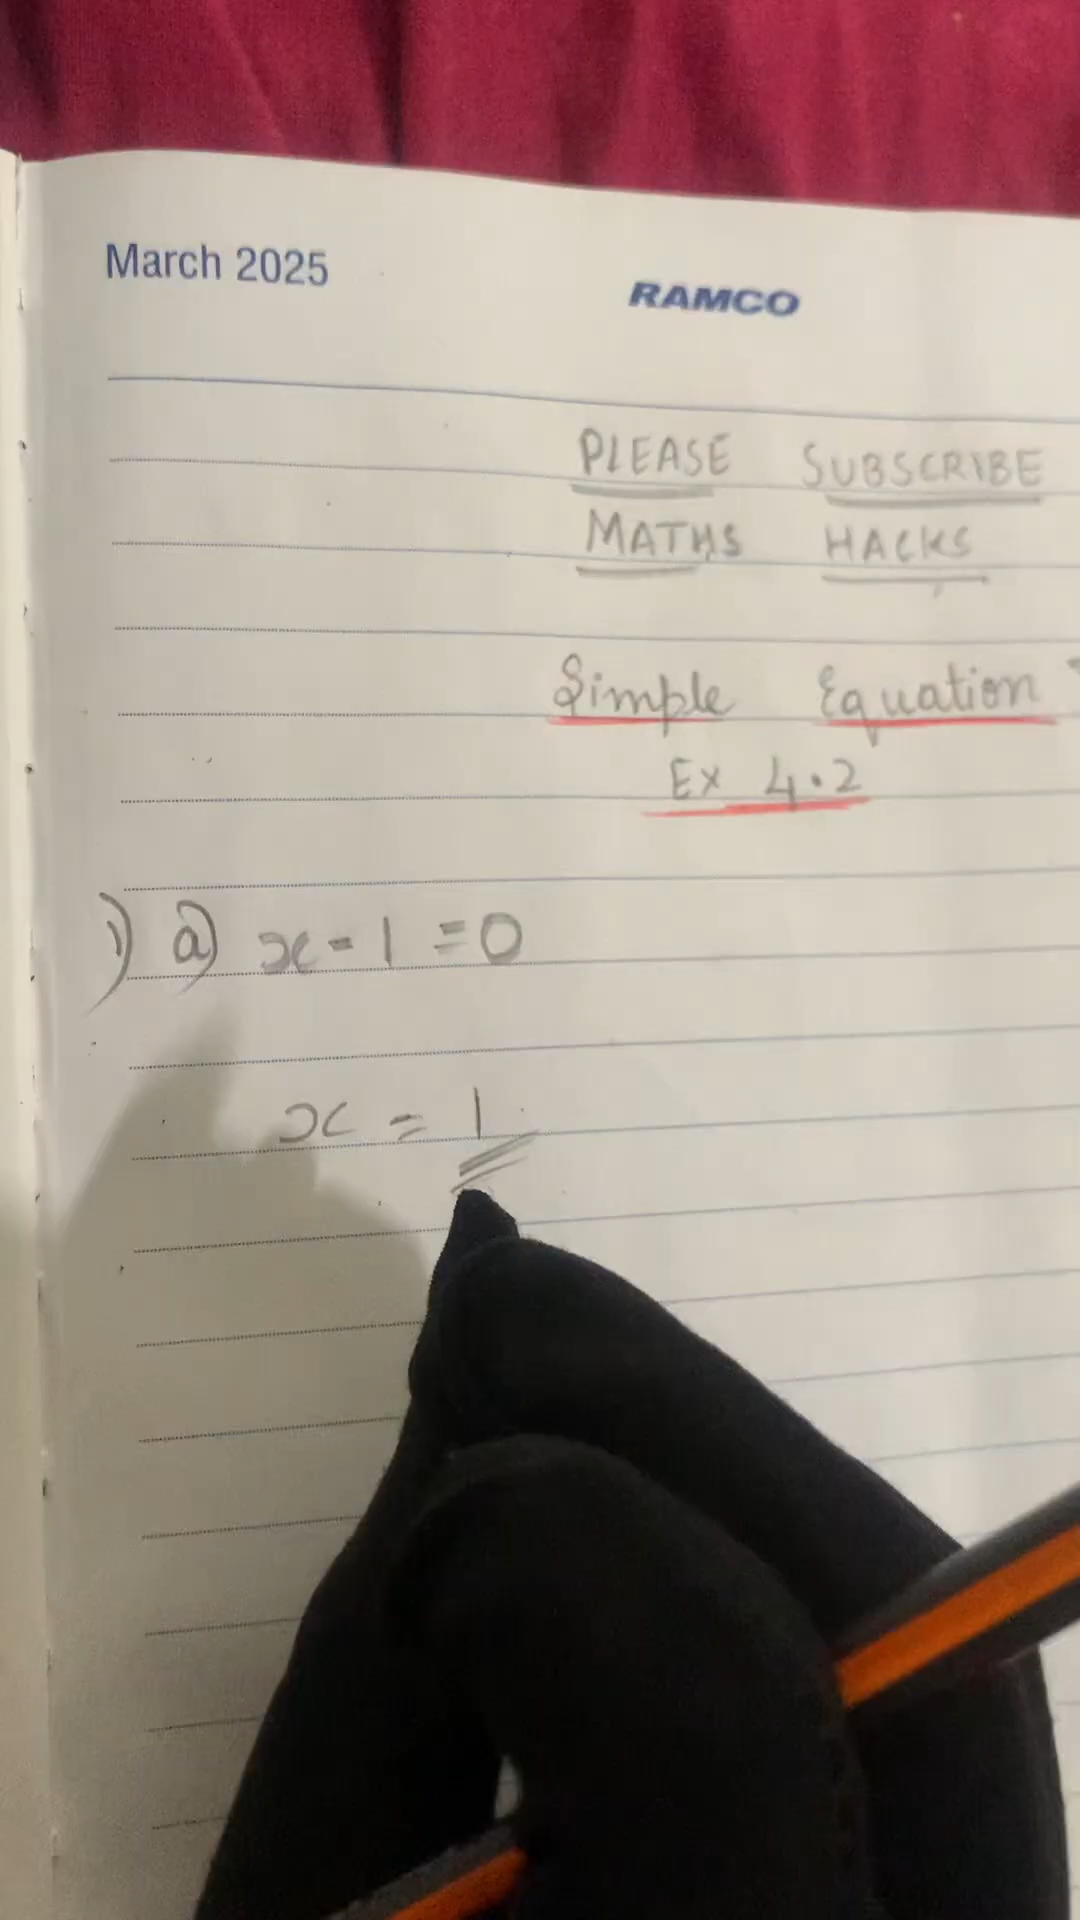 March 2025
RAMCO
PLEASE SUBSCRIBE
MATHS HACKS
Simple Equation
Ex 4.2
1) a) x - 1 = 0
x = 1